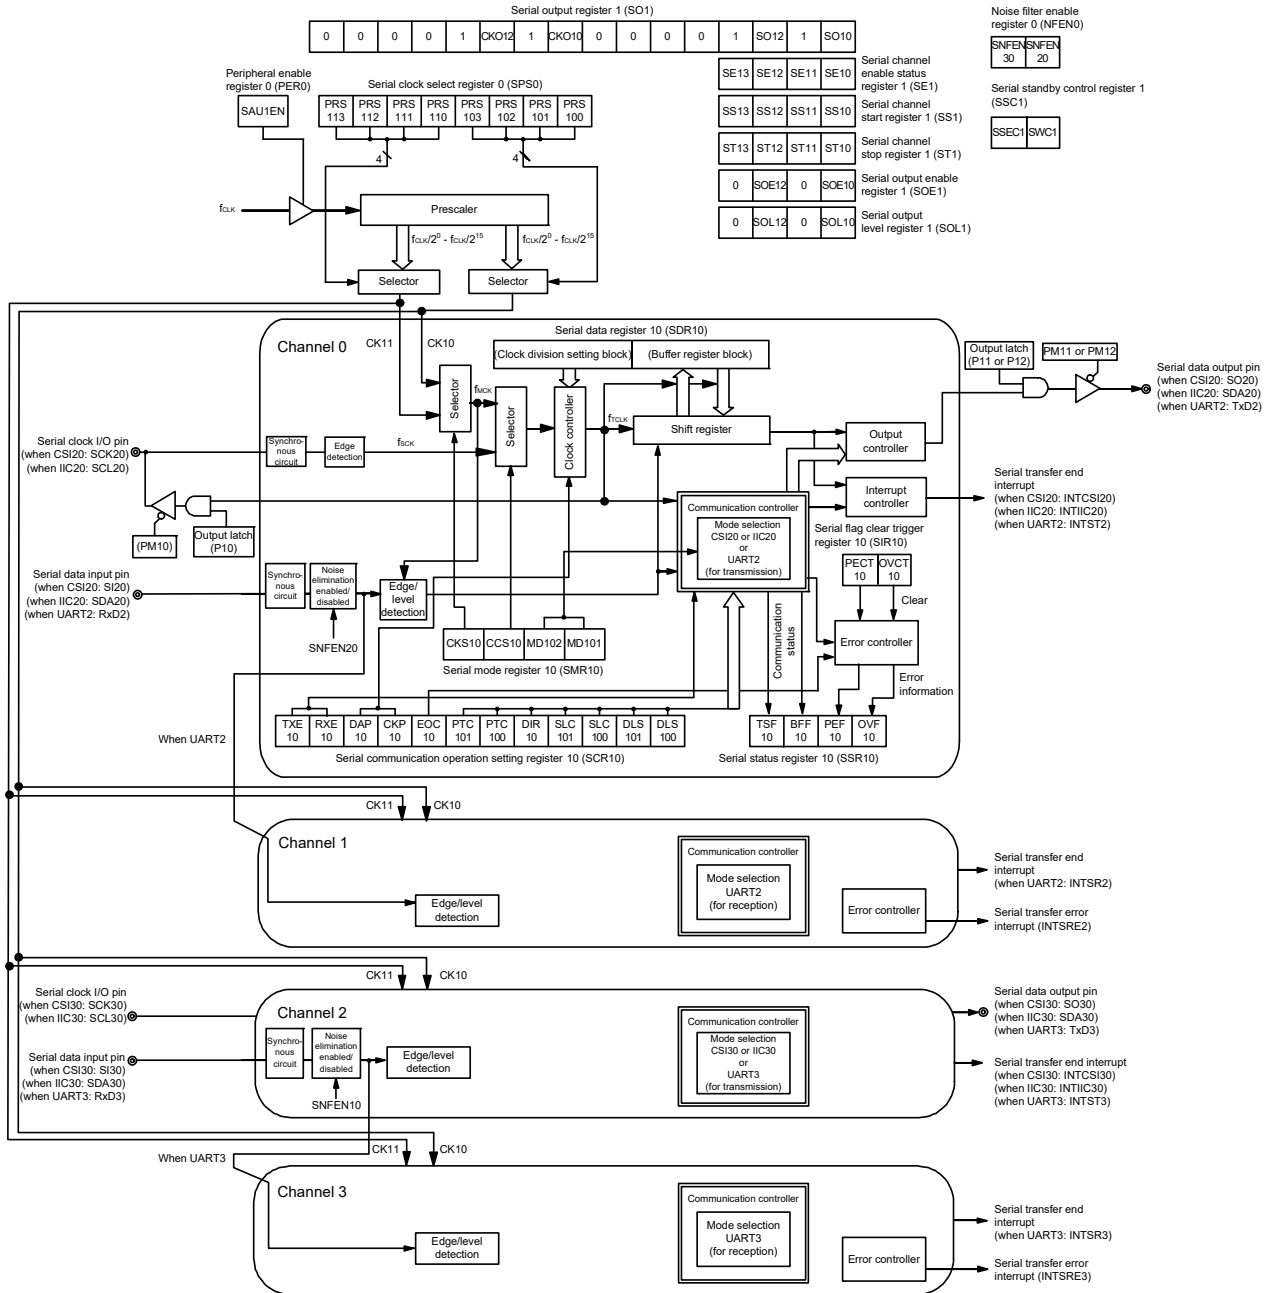 Serial output register 1 (SO1)
0 0 0 0 1 CKO12 1 CKO10 0 0 0 0 1 SO12 1 SO10
Noise filter enable
register 0 (NFEN0)
SNFEN 30 SNFEN 20
Peripheral enable
register 0 (PER0)
SAU1EN
Serial clock select register 0 (SPS0)
PRS 113 PRS 112 PRS 111 PRS 110 PRS 103 PRS 102 PRS 101 PRS 100
4
4
SE13 SE12 SE11 SE10
Serial channel
enable status
register 1 (SE1)
SS13 SS12 SS11 SS10
Serial channel
start register 1 (SS1)
ST13 ST12 ST11 ST10
Serial channel
stop register 1 (ST1)
0 SOE12 0 SOE10
Serial output enable
register 1 (SOE1)
0 SOL12 0 SOL10
Serial output
level register 1 (SOL1)
Serial standby control register 1
(SSC1)
SSEC1 SWC1
fCLK
Prescaler
fCLK/2⁰ - fCLK/2¹⁵
fCLK/2⁰ - fCLK/2¹⁵
Selector
Selector
Channel 0
CK11
CK10
Serial data register 10 (SDR10)
(Clock division setting block)
(Buffer register block)
Selector
fMCK
Selector
Clock controller
fTCLK
Shift register
Output latch
(P11 or P12)
PM11 or PM12
Serial data output pin
(when CSI20: SO20)
(when IIC20: SDA20)
(when UART2: TxD2)
Output
controller
Serial clock I/O pin
(when CSI20: SCK20)
(when IIC20: SCL20)
Synchro-
nous
circuit
Edge
detection
fSCK
Interrupt
controller
Serial transfer end
interrupt
(when CSI20: INTCSI20)
(when IIC20: INTIIC20)
(when UART2: INTST2)
(PM10)
Output latch
(P10)
Communication controller
Mode selection
CSI20 or IIC20
or
UART2
(for transmission)
Serial flag clear trigger
register 10 (SIR10)
PECT 10 OVCT 10
Clear
Serial data input pin
(when CSI20: SI20)
(when IIC20: SDA20)
(when UART2: RxD2)
Synchro-
nous
circuit
Noise
elimination
enabled/
disabled
Edge/
level
detection
SNFEN20
CKS10 CCS10 MD102 MD101
Serial mode register 10 (SMR10)
Communication
status
Error controller
Error
information
TXE 10 RXE 10 DAP 10 CKP 10 EOC 10 PTC 101 PTC 100 DIR 10 SLC 101 SLC 100 DLS 101 DLS 100
Serial communication operation setting register 10 (SCR10)
TSF 10 BFF 10 PEF 10 OVF 10
Serial status register 10 (SSR10)
When UART2
CK11
CK10
Channel 1
Edge/level
detection
Communication controller
Mode selection
UART2
(for reception)
Error controller
Serial transfer end
interrupt
(when UART2: INTSR2)
Serial transfer error
interrupt (INTSRE2)
CK11
CK10
Serial clock I/O pin
(when CSI30: SCK30)
(when IIC30: SCL30)
Channel 2
Serial data input pin
(when CSI30: SI30)
(when IIC30: SDA30)
(when UART3: RxD3)
Synchro-
nous
circuit
Noise
elimination
enabled/
disabled
Edge/level
detection
SNFEN10
Communication controller
Mode selection
CSI30 or IIC30
or
UART3
(for transmission)
Serial data output pin
(when CSI30: SO30)
(when IIC30: SDA30)
(when UART3: TxD3)
Serial transfer end interrupt
(when CSI30: INTCSI30)
(when IIC30: INTIIC30)
(when UART3: INTST3)
When UART3
CK11
CK10
Channel 3
Edge/level
detection
Communication controller
Mode selection
UART3
(for reception)
Error controller
Serial transfer end
interrupt
(when UART3: INTSR3)
Serial transfer error
interrupt (INTSRE3)